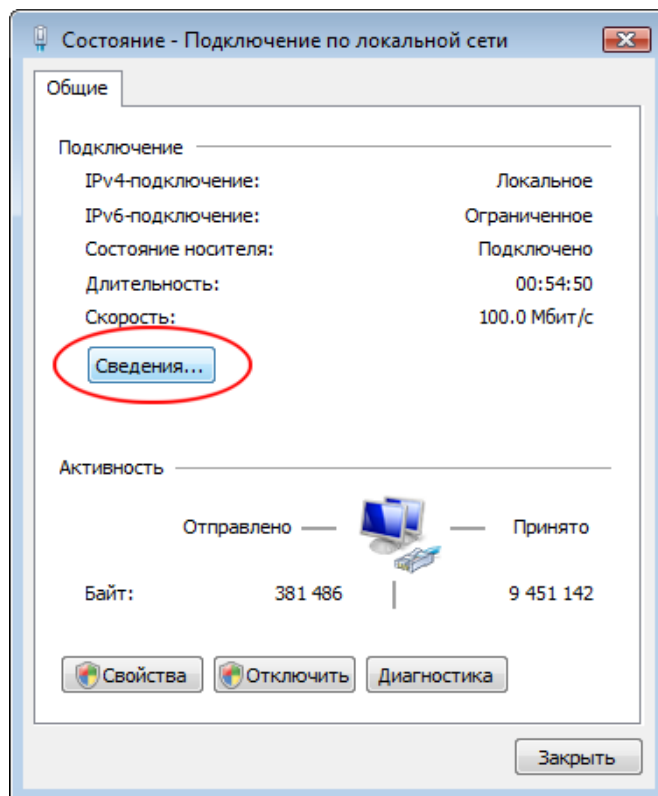 Состояние - Подключение по локальной сети
Общие
Подключение
IPv4-подключение: Локальное
IPv6-подключение: Ограниченное
Состояние носителя: Подключено
Длительность: 00:54:50
Скорость: 100.0 Мбит/с
Сведения...
Активность
Отправлено Принято
Байт: 381 486 9 451 142
Свойства Отключить Диагностика
Закрыть